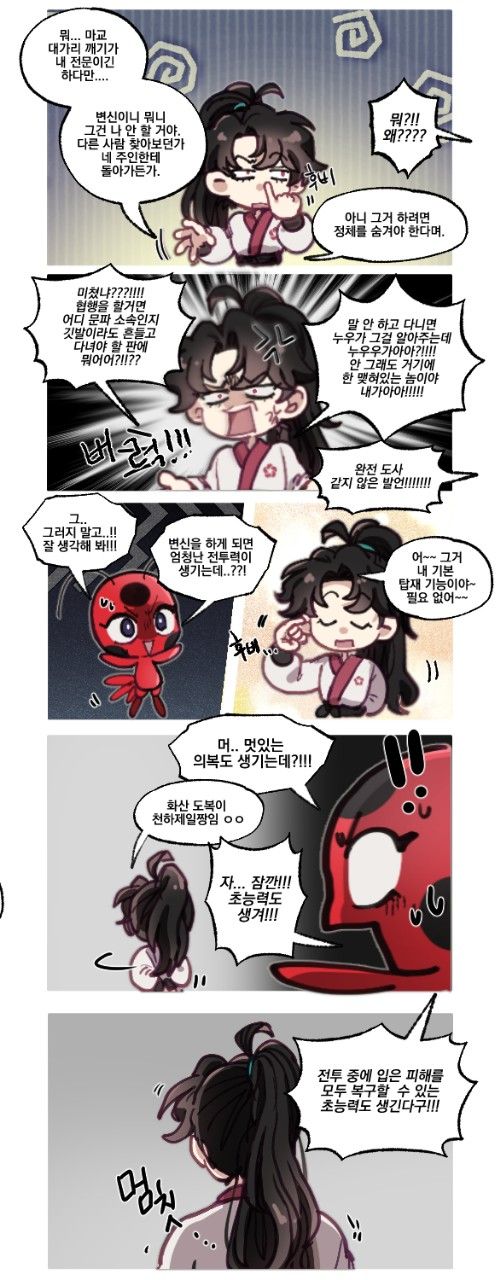 뭐... 마교
대가리 깨기가
내 전문이긴
하다만....
변신이니 뭐니
그건 나 안 할 거야.
다른 사람 찾아보던가
네 주인한테
돌아가든가.
뭐?!!
왜????
후비
아니 그거 하려면
정체를 숨겨야 한다며.
미쳤냐???!!!!
협행을 할거면
어디 문파 소속인지
깃발이라도 흔들고
다녀야 할 판에
뭐어어?!!??
말 안 하고 다니면
누우가 그걸 알아주는데
누우우가아아?!!!!
안 그래도 거기에
한 맺혀있는 놈이야
내가아아!!!!!
버럭!!!
완전 도사
같지 않은 발언!!!!!!!
그..
그러지 말고..!!
잘 생각해 봐!!!
변신을 하게 되면
엄청난 전투력이
생기는데..??!
어~~ 그거
내 기본
탑재 기능이야~
필요 없어~~
후비...
머.. 멋있는
의복도 생기는데?!!!
화산 도복이
천하제일짱임 ㅇㅇ
!!
자... 잠깐!!!
초능력도
생겨!!!
전투 중에 입은 피해를
모두 복구할 수 있는
초능력도 생긴다구!!!
멈칫
...